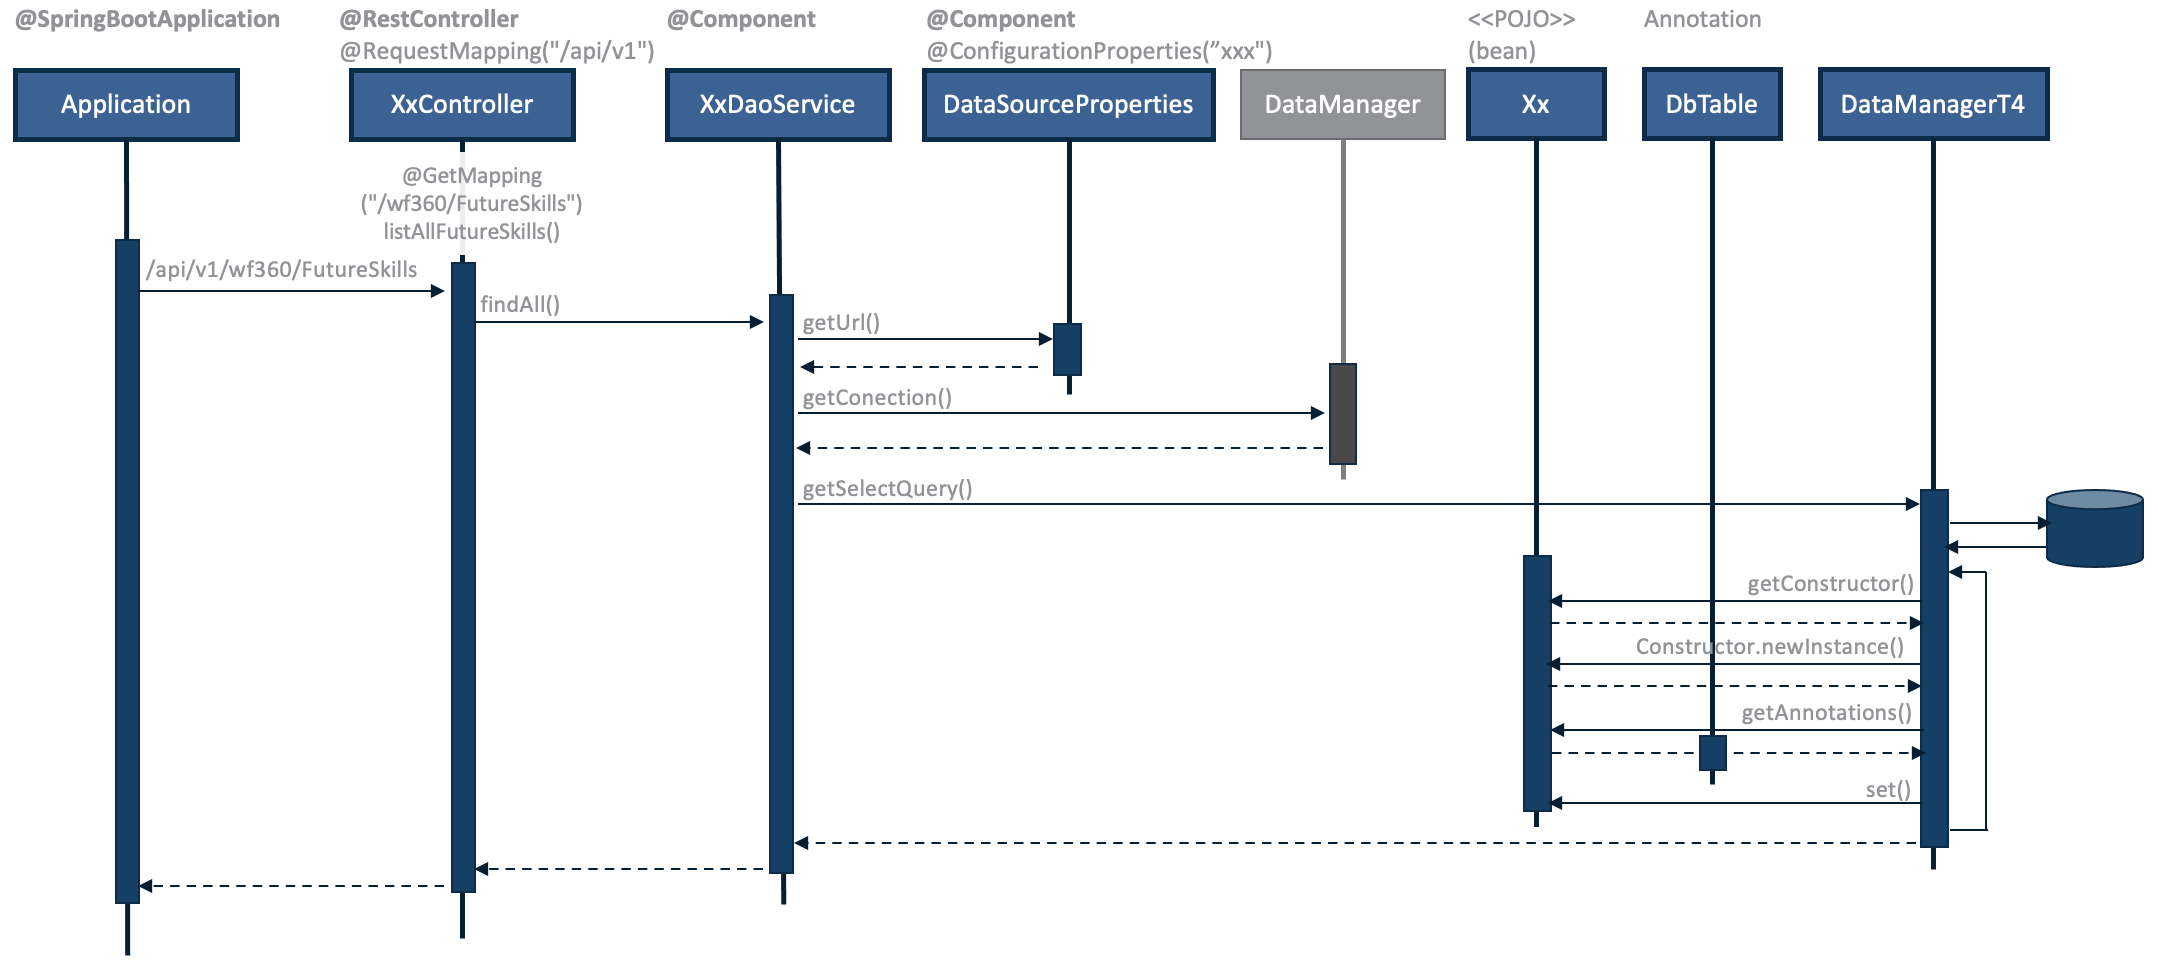 @SpringBootApplication
@RestController
@RequestMapping("/api/v1")
@Component
@Component
@ConfigurationProperties(”xxx")
<<POJO>>
(bean)
Annotation
Application
XxController
XxDaoService
DataSourceProperties
DataManager
Xx
DbTable
DataManagerT4
@GetMapping
("/wf360/FutureSkills")
listAllFutureSkills()
/api/v1/wf360/FutureSkills
findAll()
getUrl()
getConection()
getSelectQuery()
getConstructor()
Constructor.newInstance()
getAnnotations()
set()